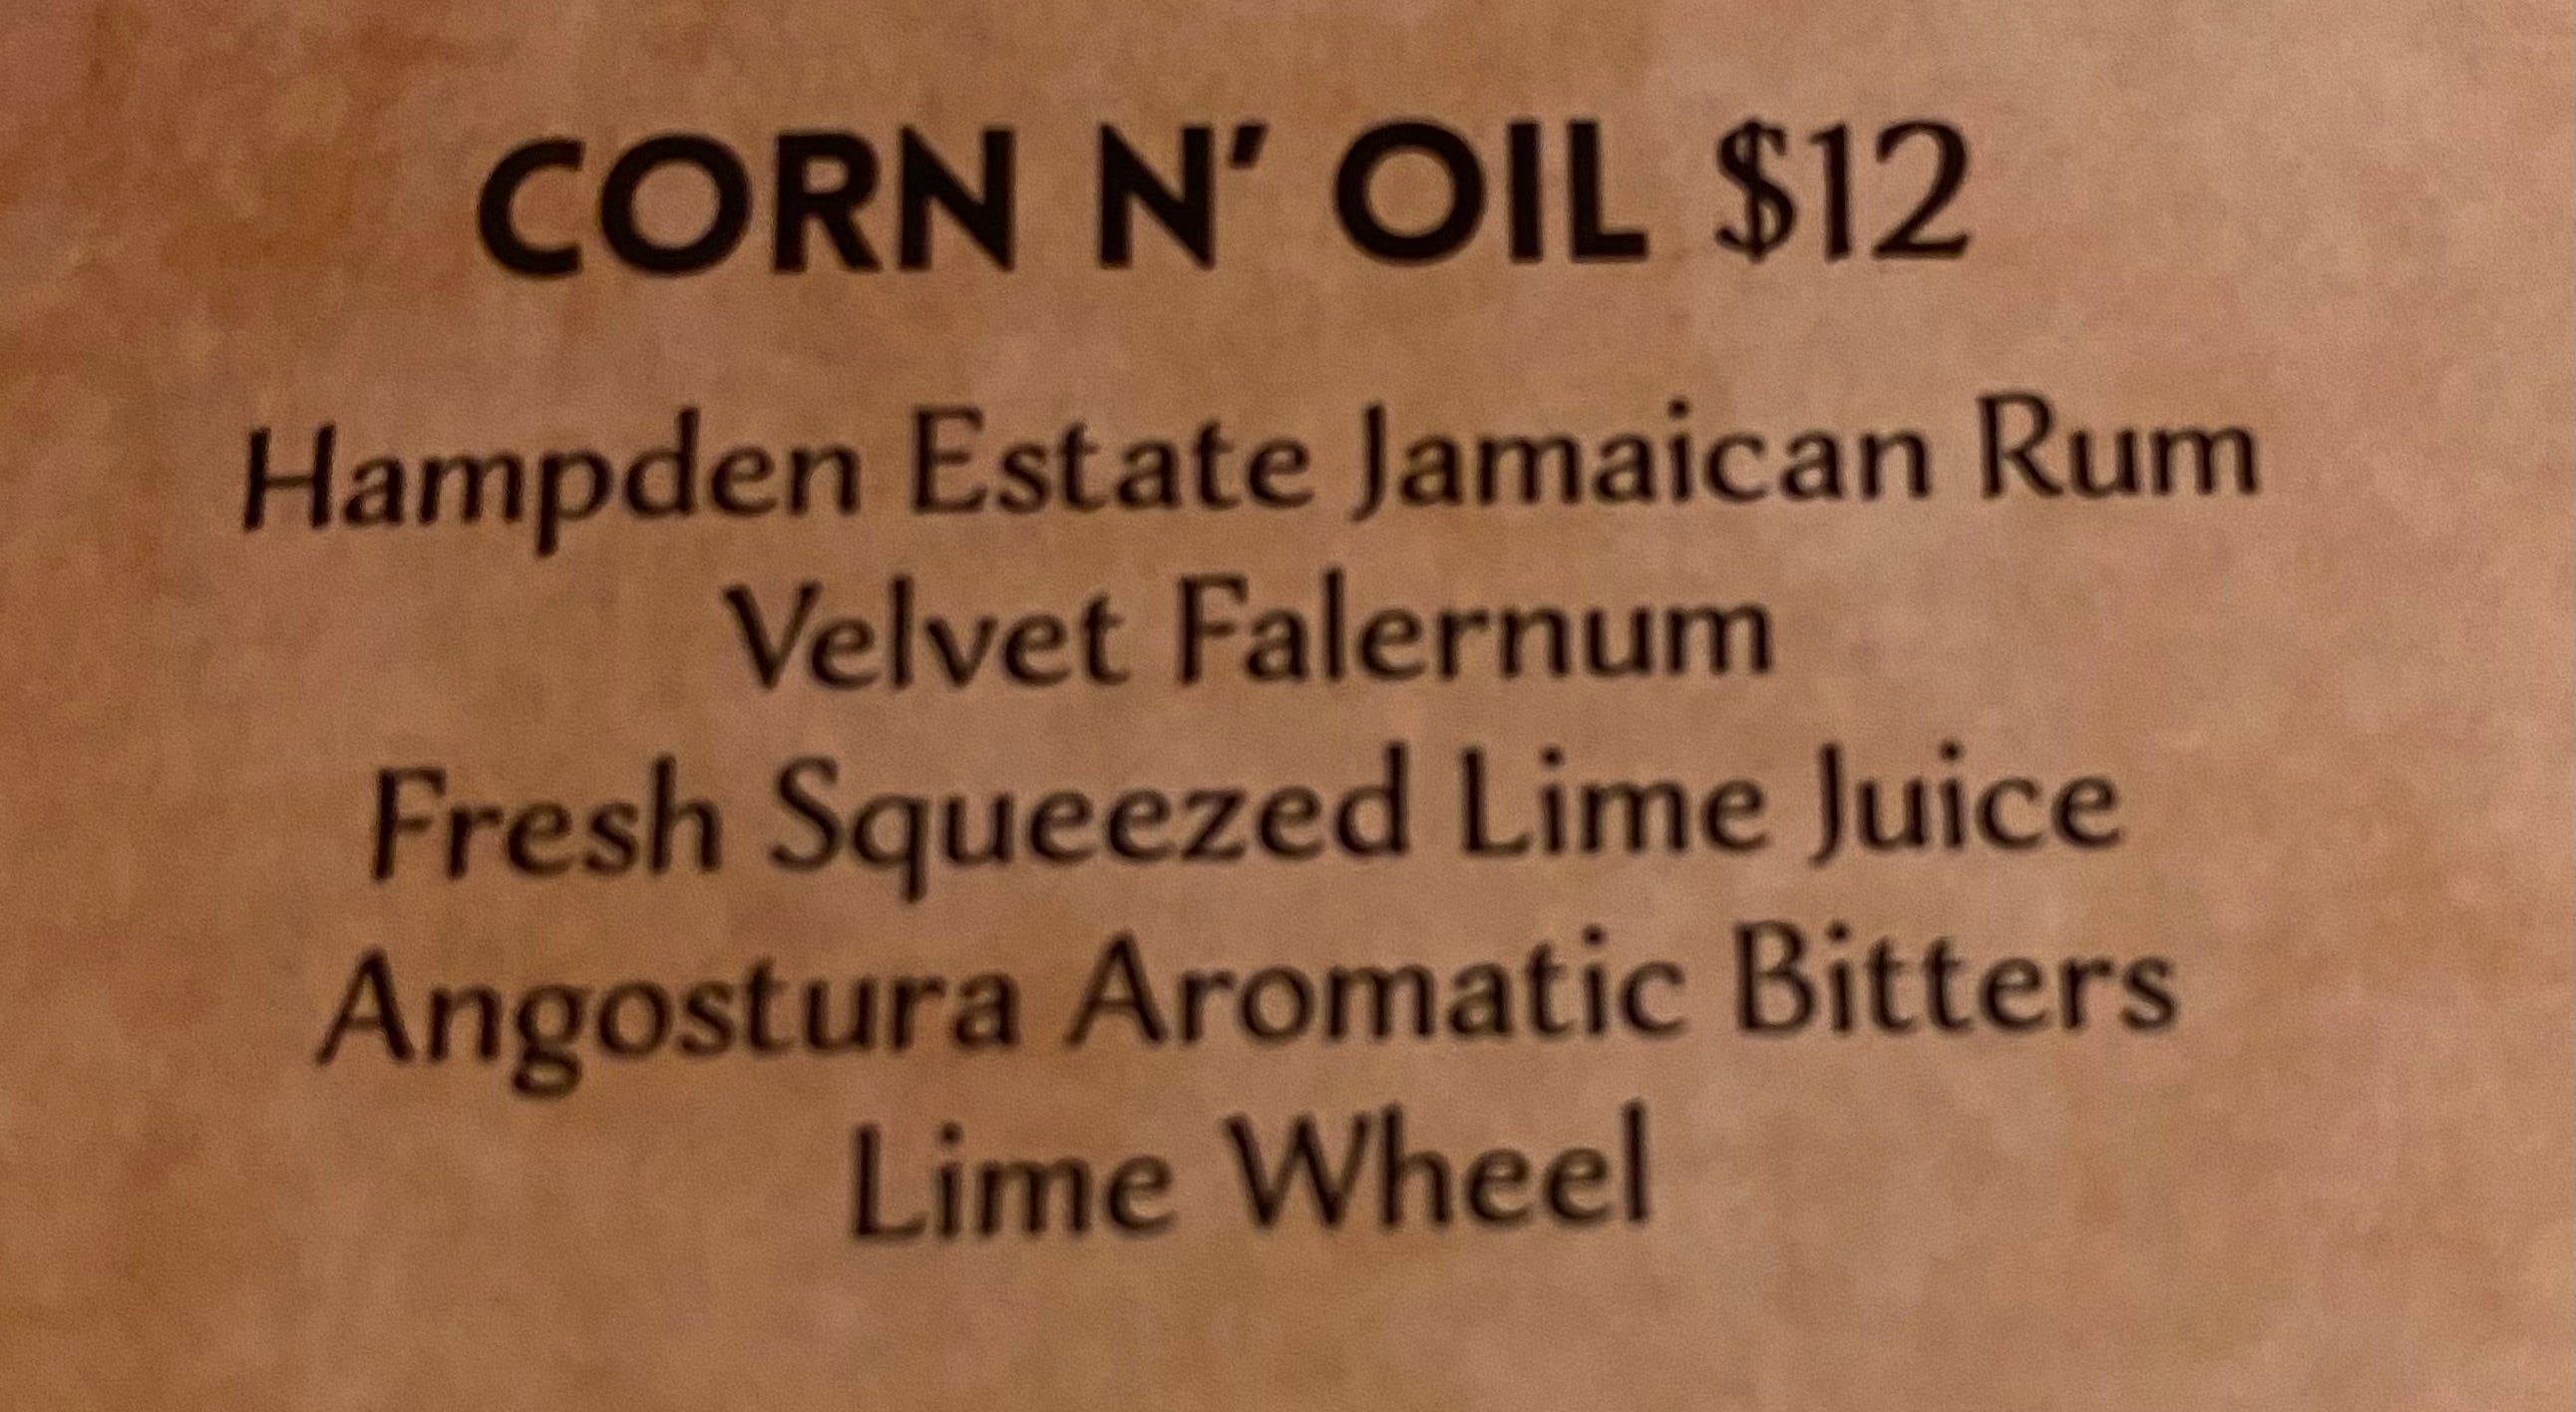 CORN N' OIL $12
Hampden Estate Jamaican Rum
Velvet Falernum
Fresh Squeezed Lime Juice
Angostura Aromatic Bitters
Lime Wheel